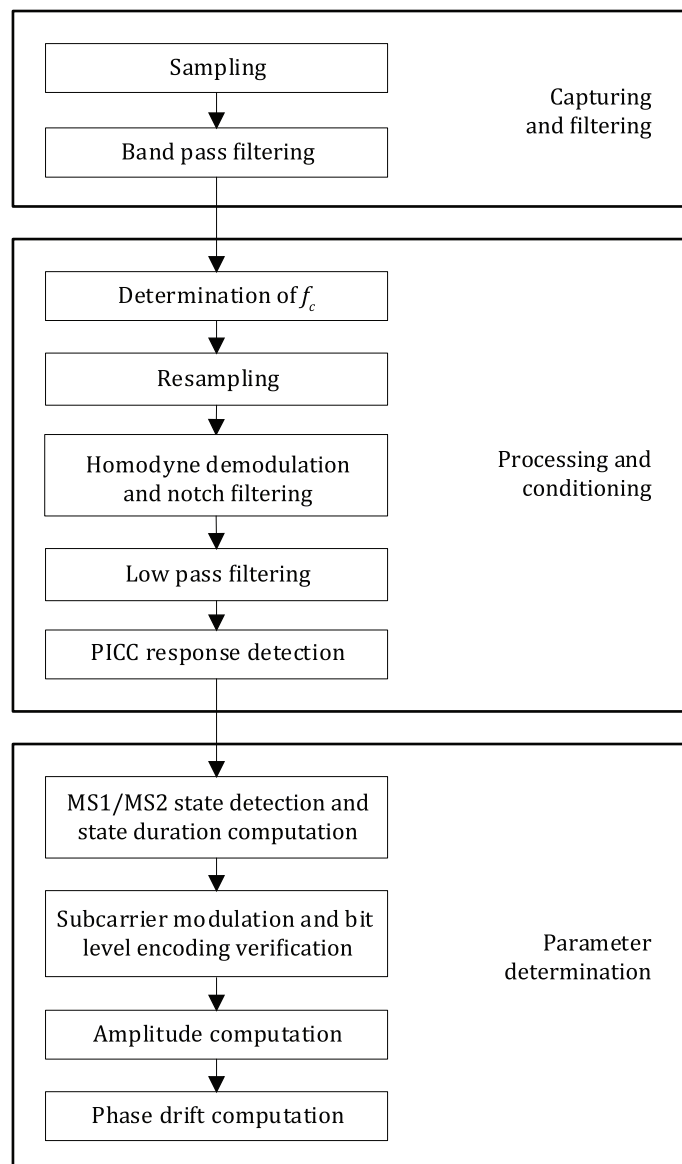 Sampling
Capturing
and filtering
Band pass filtering
Determination of f_c
Resampling
Homodyne demodulation
and notch filtering
Processing and
conditioning
Low pass filtering
PICC response detection
MS1/MS2 state detection and
state duration computation
Subcarrier modulation and bit
level encoding verification
Parameter
determination
Amplitude computation
Phase drift computation